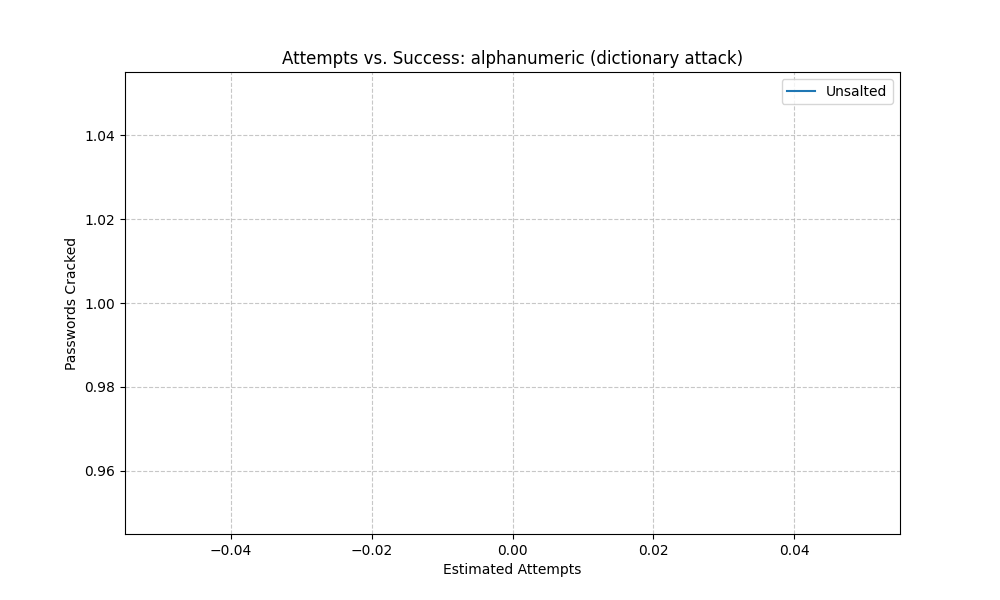 Attempts vs. Success: alphanumeric (dictionary attack)
Unsalted
1.04
1.02
1.00
0.98
0.96
Passwords Cracked
−0.04 −0.02 0.00 0.02 0.04
Estimated Attempts